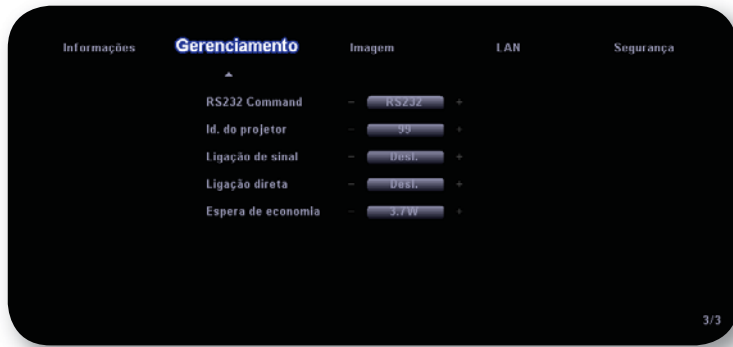 Informações Gerenciamento Imagem LAN Segurança
RS232 Command - RS232 +
Id. do projetor - 99 +
Ligação de sinal - Desl. +
Ligação direta - Desl. +
Espera de economia - 3.7W +
3/3